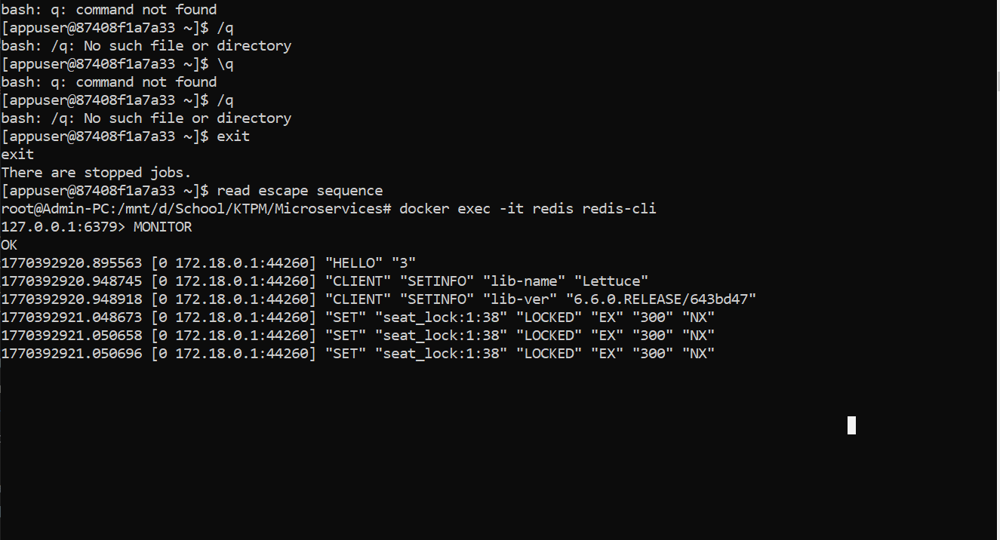 bash: q: command not found
[appuser@87408f1a7a33 ~]$ /q
bash: /q: No such file or directory
[appuser@87408f1a7a33 ~]$ \q
bash: q: command not found
[appuser@87408f1a7a33 ~]$ /q
bash: /q: No such file or directory
[appuser@87408f1a7a33 ~]$ exit
exit
There are stopped jobs.
[appuser@87408f1a7a33 ~]$ read escape sequence
root@Admin-PC:/mnt/d/School/KTPM/Microservices# docker exec -it redis redis-cli
127.0.0.1:6379> MONITOR
OK
1770392920.895563 [0 172.18.0.1:44260] "HELLO" "3"
1770392920.948745 [0 172.18.0.1:44260] "CLIENT" "SETINFO" "lib-name" "Lettuce"
1770392920.948918 [0 172.18.0.1:44260] "CLIENT" "SETINFO" "lib-ver" "6.6.0.RELEASE/643bd47"
1770392921.048673 [0 172.18.0.1:44260] "SET" "seat_lock:1:38" "LOCKED" "EX" "300" "NX"
1770392921.050658 [0 172.18.0.1:44260] "SET" "seat_lock:1:38" "LOCKED" "EX" "300" "NX"
1770392921.050696 [0 172.18.0.1:44260] "SET" "seat_lock:1:38" "LOCKED" "EX" "300" "NX"